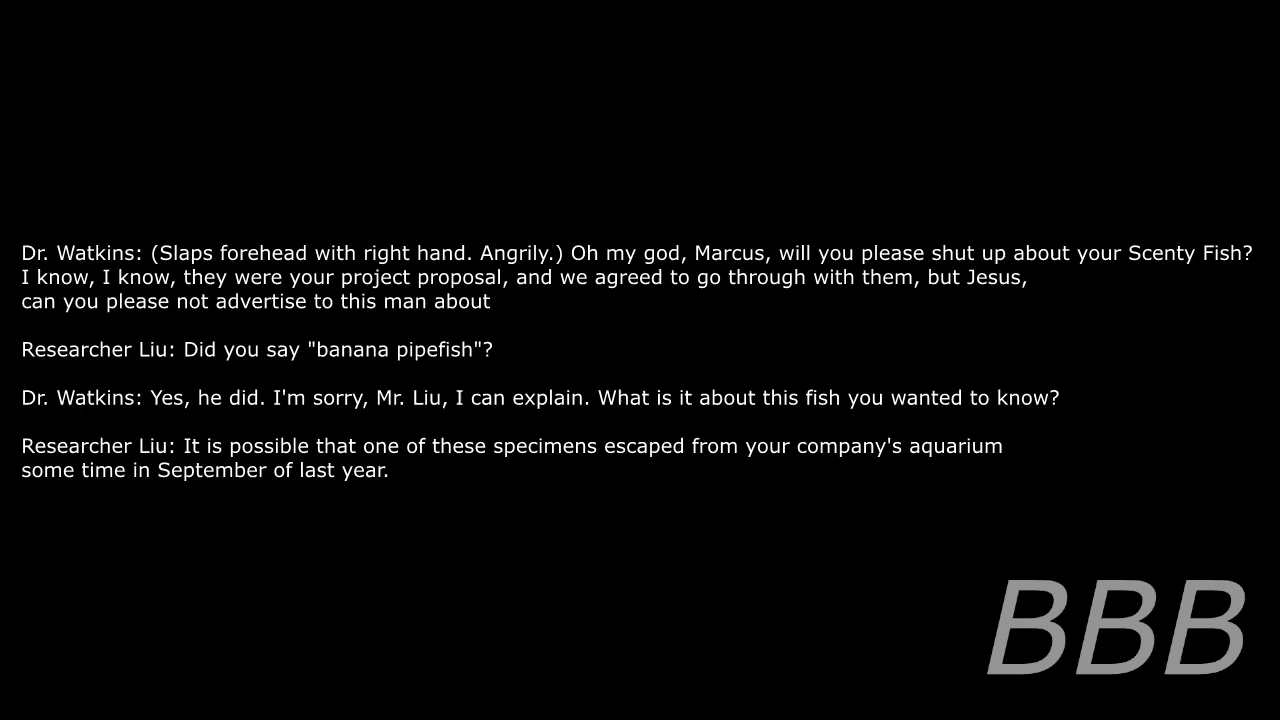 Dr. Watkins: (Slaps forehead with right hand. Angrily.) Oh my god, Marcus, will you please shut up about your Scenty Fish?
I know, I know, they were your project proposal, and we agreed to go through with them, but Jesus,
can you please not advertise to this man about
Researcher Liu: Did you say "banana pipefish"?
Dr. Watkins: Yes, he did. I'm sorry, Mr. Liu, I can explain. What is it about this fish you wanted to know?
Researcher Liu: It is possible that one of these specimens escaped from your company's aquarium
some time in September of last year.
BBB